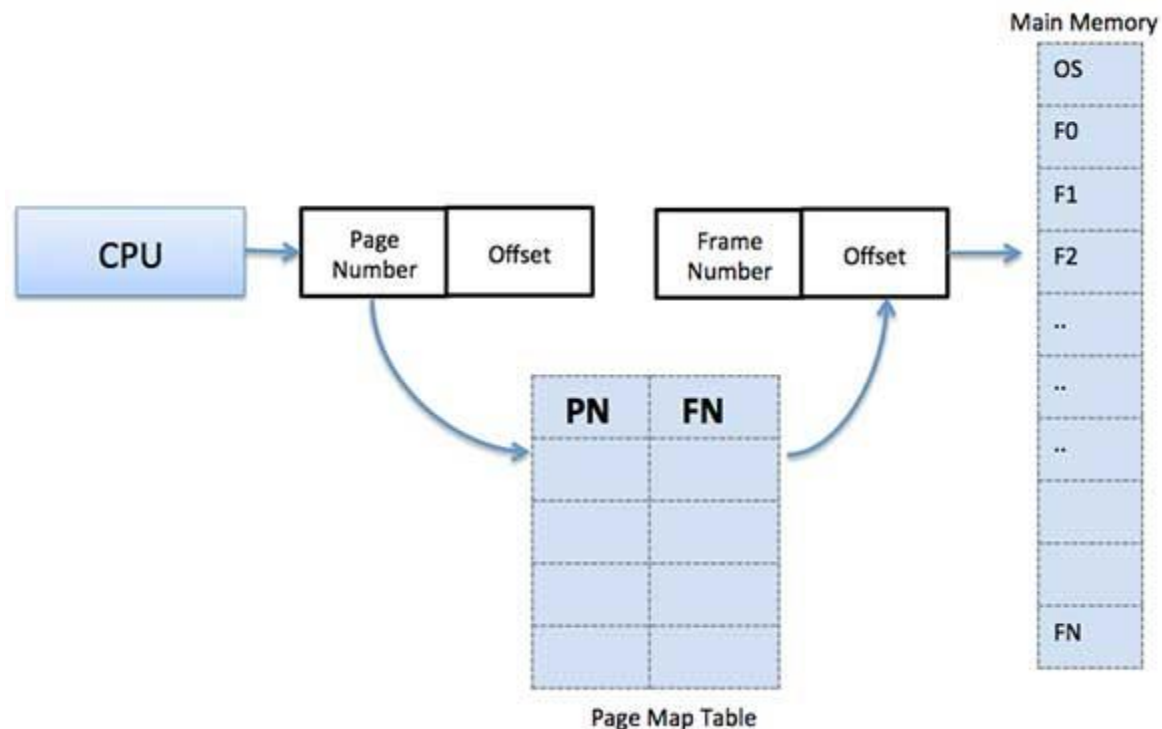 Main Memory
OS
F0
F1
F2
..
..
..
FN
CPU
Page
Number
Offset
Frame
Number
Offset
PN
FN
Page Map Table